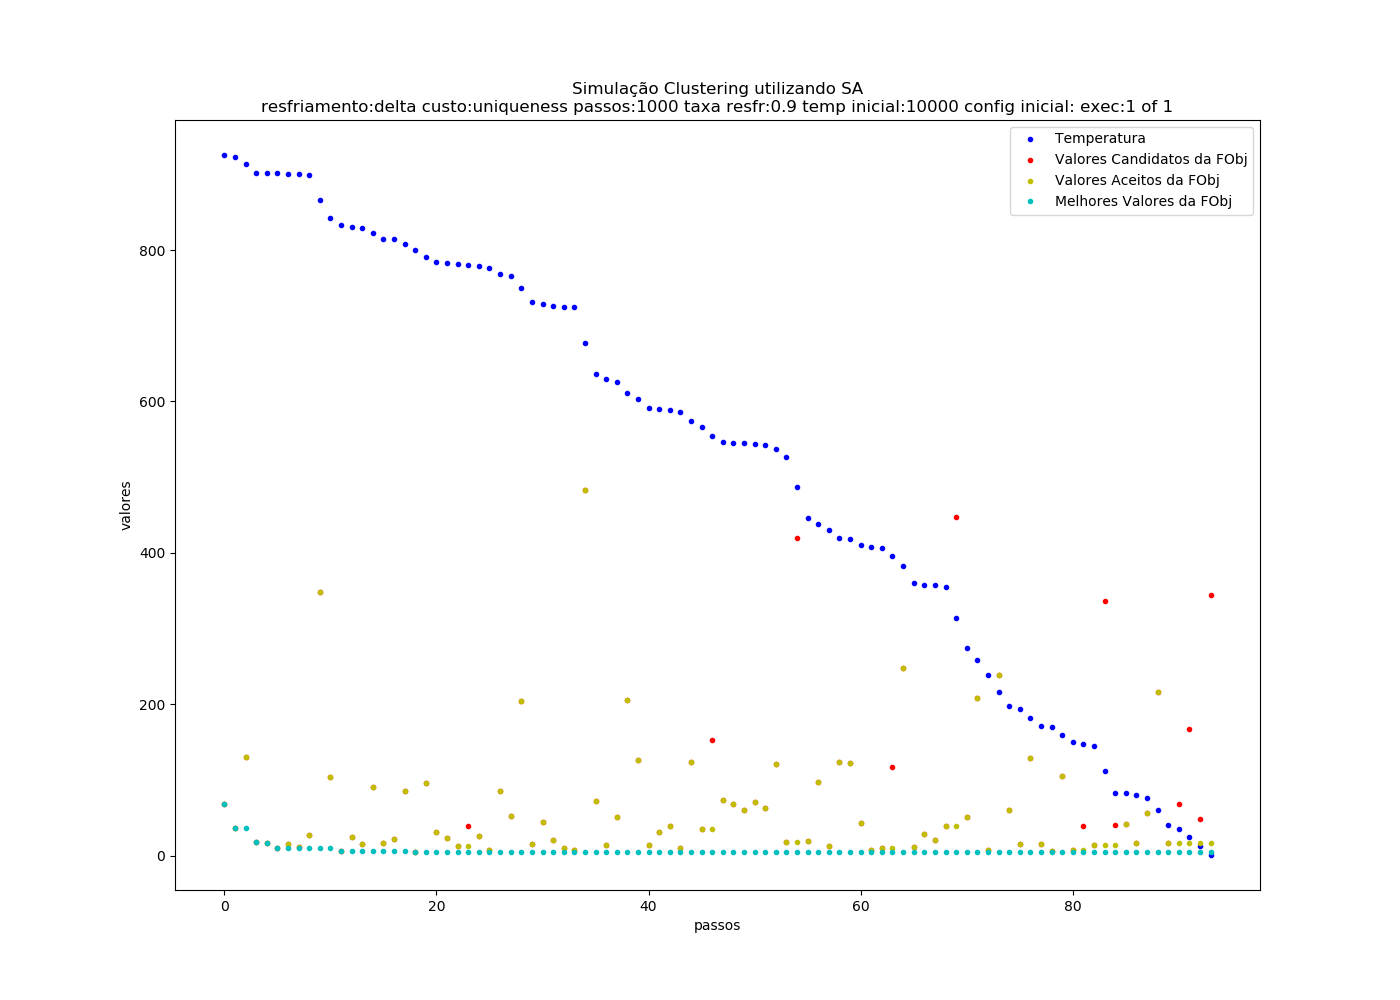 Simulação Clustering utilizando SA
resfriamento:delta custo:uniqueness passos:1000 taxa resfr:0.9 temp inicial:10000 config inicial: exec:1 of 1
Temperatura
Valores Candidatos da FObj
Valores Aceitos da FObj
Melhores Valores da FObj
valores
800
600
400
200
0
0 20 40 60 80
passos